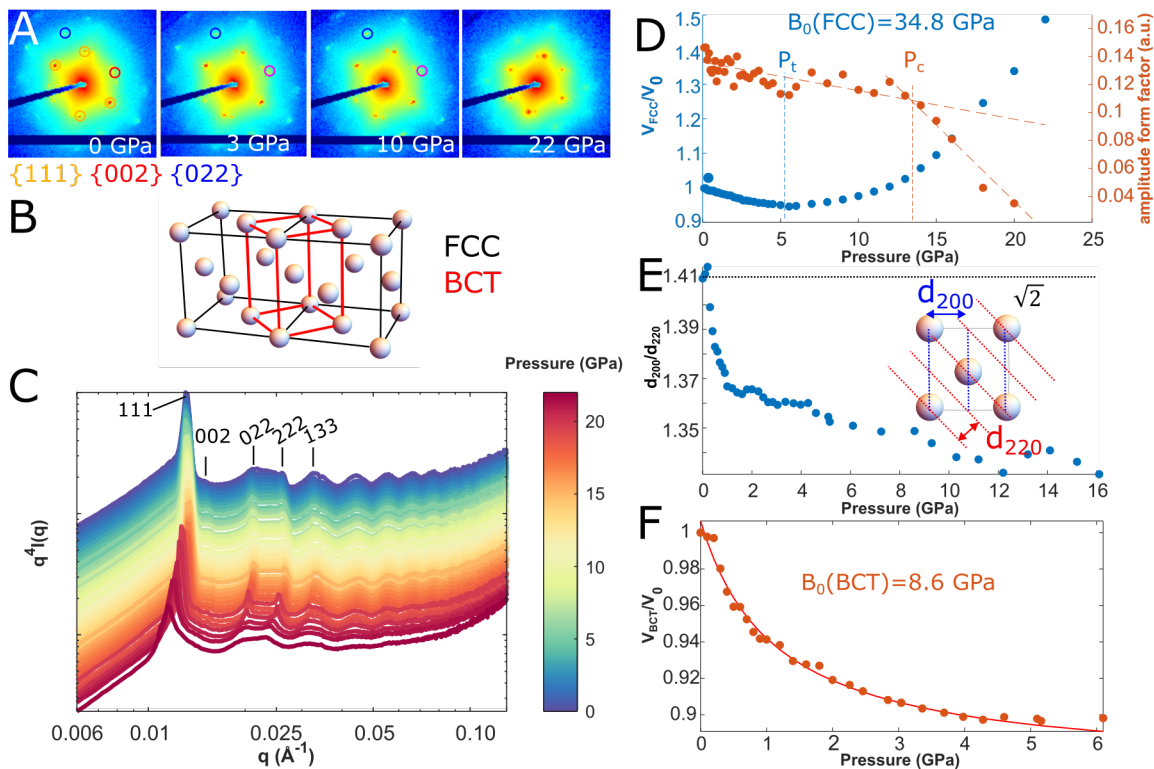 A
0 GPa
3 GPa
10 GPa
22 GPa
{111} {002} {022}
B
FCC
BCT
C
Pressure (GPa)
111
002
022
222
133
20
15
10
5
0
q⁴I(q)
0.006
0.01
0.025
0.05
q (Å⁻¹)
D
B₀(FCC)=34.8 GPa
Pₜ
P꜀
V_FCC/V₀
1.5
1.4
1.3
1.2
1.1
1
0.9
0 5 10 15 20 25
Pressure (GPa)
0.16
0.14
0.12
0.1
0.08
0.06
0.04
amplitude form factor (a.u.)
E
d₂₀₀
√2
d₂₂₀
d₂₀₀/d₂₂₀
1.41
1.39
1.37
1.35
0 2 4 6 8 10 12 14 16
Pressure (GPa)
F
B₀(BCT)=8.6 GPa
V_BCT/V₀
1
0.98
0.96
0.94
0.92
0.9
0 1 2 3 4 5 6
Pressure (GPa)